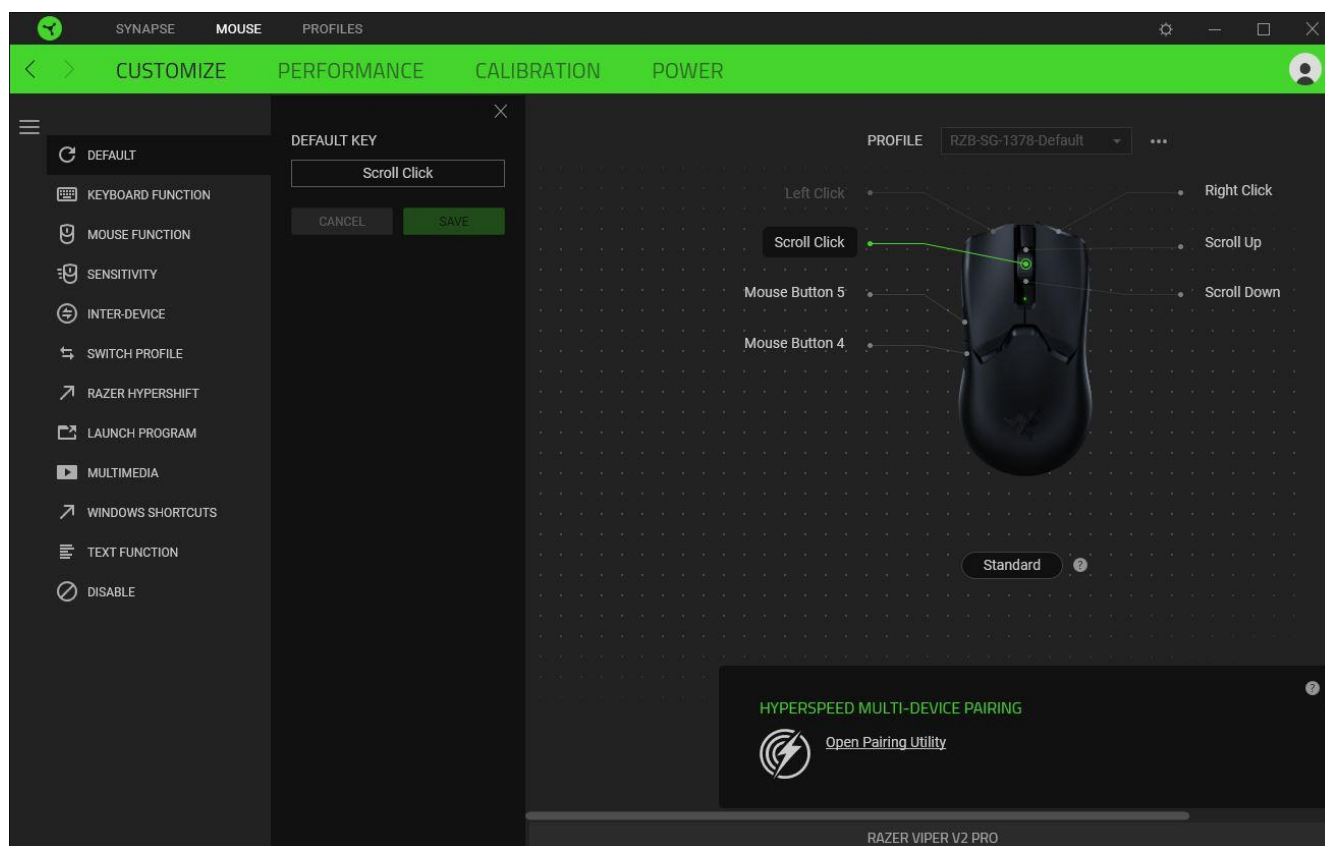 SYNAPSE MOUSE PROFILES
CUSTOMIZE PERFORMANCE CALIBRATION POWER
DEFAULT
KEYBOARD FUNCTION
MOUSE FUNCTION
SENSITIVITY
INTER-DEVICE
SWITCH PROFILE
RAZER HYPERSHIFT
LAUNCH PROGRAM
MULTIMEDIA
WINDOWS SHORTCUTS
TEXT FUNCTION
DISABLE
DEFAULT KEY
Scroll Click
CANCEL SAVE
PROFILE RZB-SG-1378-Default
Left Click
Scroll Click
Mouse Button 5
Mouse Button 4
Right Click
Scroll Up
Scroll Down
Standard ?
?
HYPERSPEED MULTI-DEVICE PAIRING
Open Pairing Utility
RAZER VIPER V2 PRO